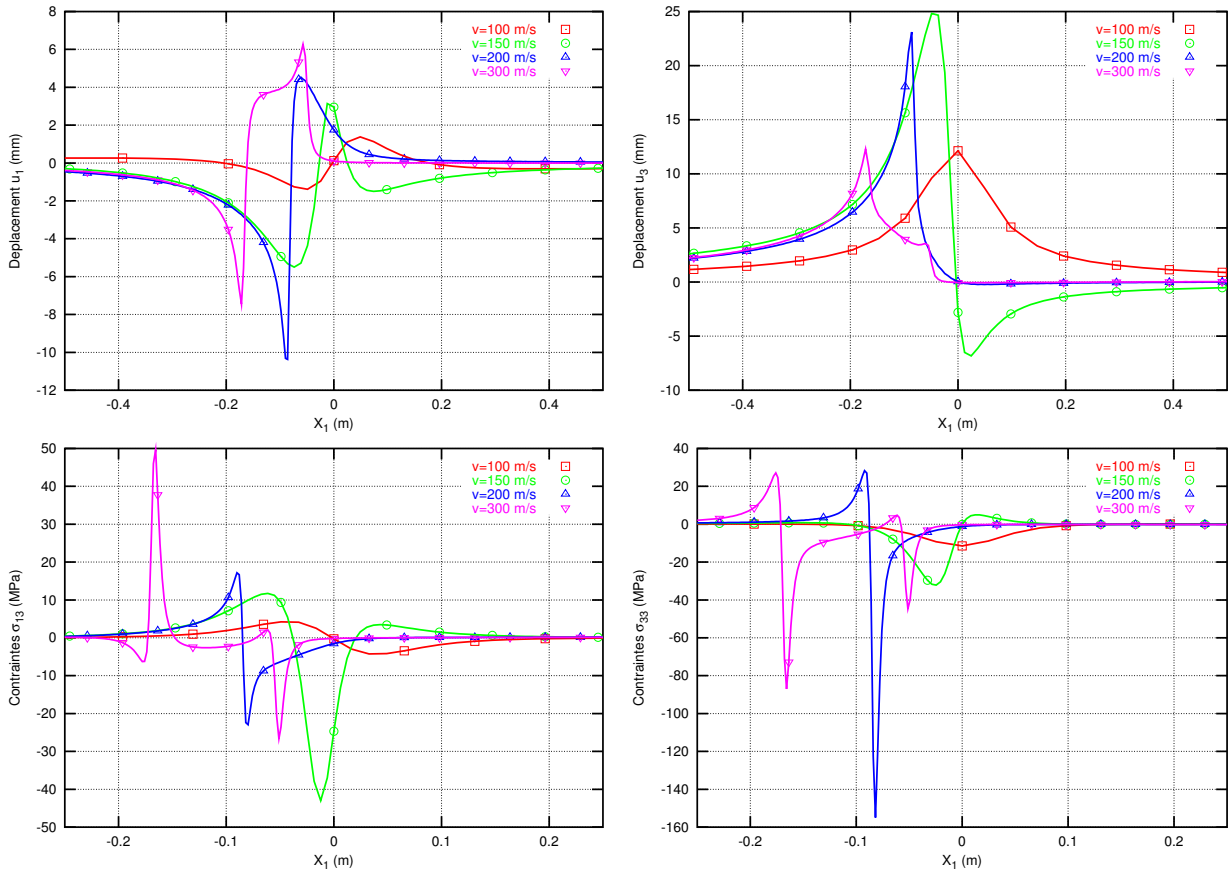 8
6
4
2
0
-2
-4
-6
-8
-10
-12
-0.4
-0.2
0
0.2
0.4
Deplacement u1 (mm)
X1 (m)
v=100 m/s
v=150 m/s
v=200 m/s
v=300 m/s
25
20
15
10
5
0
-5
-10
-0.4
-0.2
0
0.2
0.4
Deplacement u3 (mm)
X1 (m)
v=100 m/s
v=150 m/s
v=200 m/s
v=300 m/s
50
40
30
20
10
0
-10
-20
-30
-40
-50
-0.2
-0.1
0
0.1
0.2
Contraintes σ13 (MPa)
X1 (m)
v=100 m/s
v=150 m/s
v=200 m/s
v=300 m/s
40
20
0
-20
-40
-60
-80
-100
-120
-140
-160
-0.2
-0.1
0
0.1
0.2
Contraintes σ33 (MPa)
X1 (m)
v=100 m/s
v=150 m/s
v=200 m/s
v=300 m/s